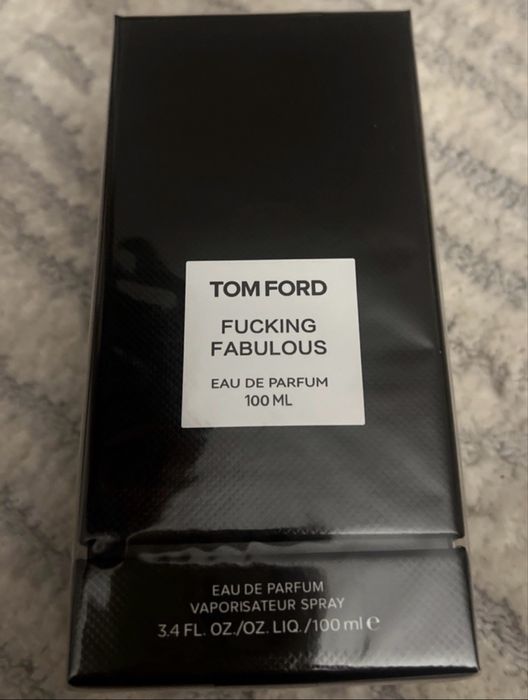 TOM FORD
FUCKING
FABULOUS
EAU DE PARFUM
100 ML
EAU DE PARFUM
VAPORISATEUR SPRAY
3.4 FL. OZ./OZ. LIQ./100 ml ℮